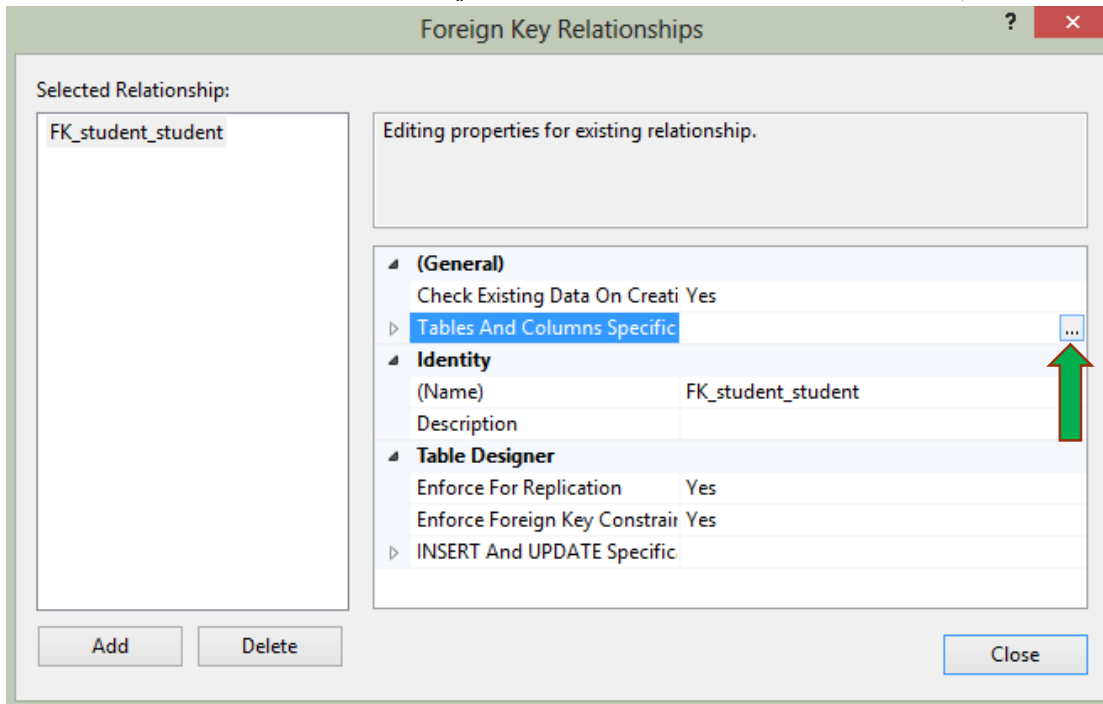 Foreign Key Relationships
?
×
Selected Relationship:
FK_student_student
Editing properties for existing relationship.
(General)
Check Existing Data On Creati Yes
Tables And Columns Specific
...
Identity
(Name) FK_student_student
Description
Table Designer
Enforce For Replication Yes
Enforce Foreign Key Constrain Yes
INSERT And UPDATE Specific
Add Delete
Close